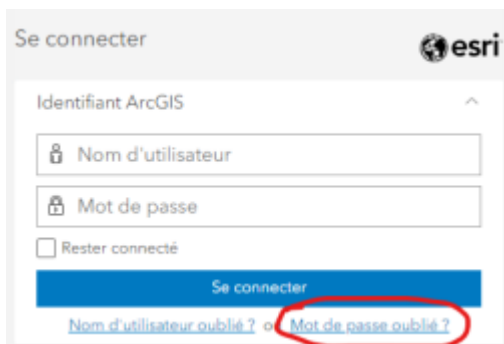 Se connecter
esri
Identifiant ArcGIS
Nom d'utilisateur
Mot de passe
Rester connecté
Se connecter
Nom d'utilisateur oublié ? Mot de passe oublié ?